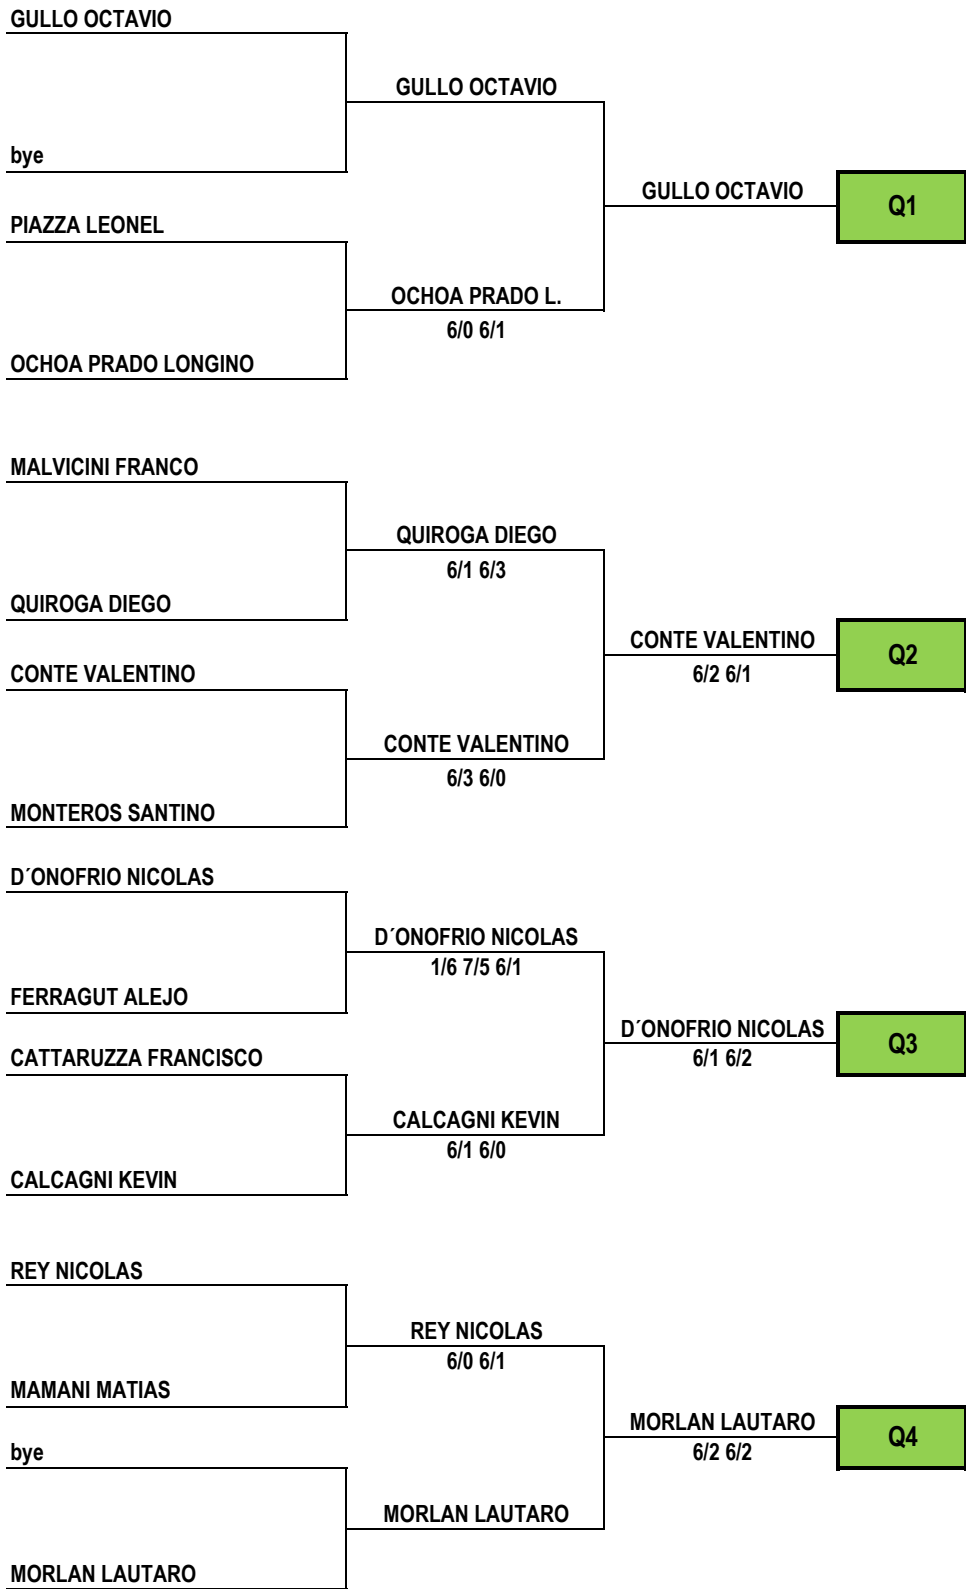 GULLO OCTAVIO
GULLO OCTAVIO
bye
GULLO OCTAVIO
Q1
PIAZZA LEONEL
OCHOA PRADO L.
6/0 6/1
OCHOA PRADO LONGINO
MALVICINI FRANCO
QUIROGA DIEGO
6/1 6/3
QUIROGA DIEGO
CONTE VALENTINO
Q2
CONTE VALENTINO
6/2 6/1
CONTE VALENTINO
6/3 6/0
MONTEROS SANTINO
D´ONOFRIO NICOLAS
D´ONOFRIO NICOLAS
1/6 7/5 6/1
FERRAGUT ALEJO
D´ONOFRIO NICOLAS
Q3
CATTARUZZA FRANCISCO
6/1 6/2
CALCAGNI KEVIN
6/1 6/0
CALCAGNI KEVIN
REY NICOLAS
REY NICOLAS
6/0 6/1
MAMANI MATIAS
MORLAN LAUTARO
Q4
bye
6/2 6/2
MORLAN LAUTARO
MORLAN LAUTARO